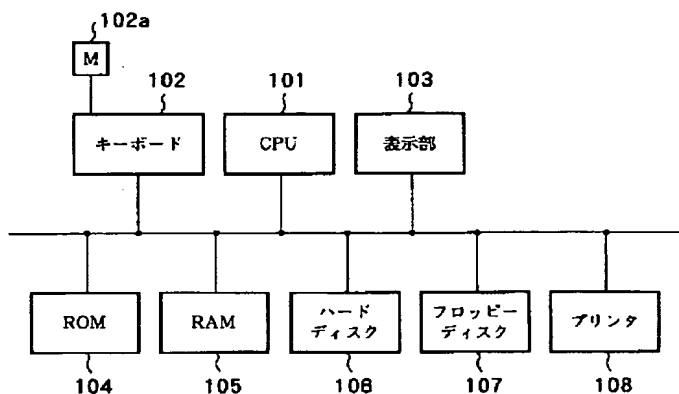 102a
M
102
101
103
キーボード
CPU
表示部
ROM
RAM
ハード
ディスク
フロッピー
ディスク
プリンタ
104
105
106
107
108